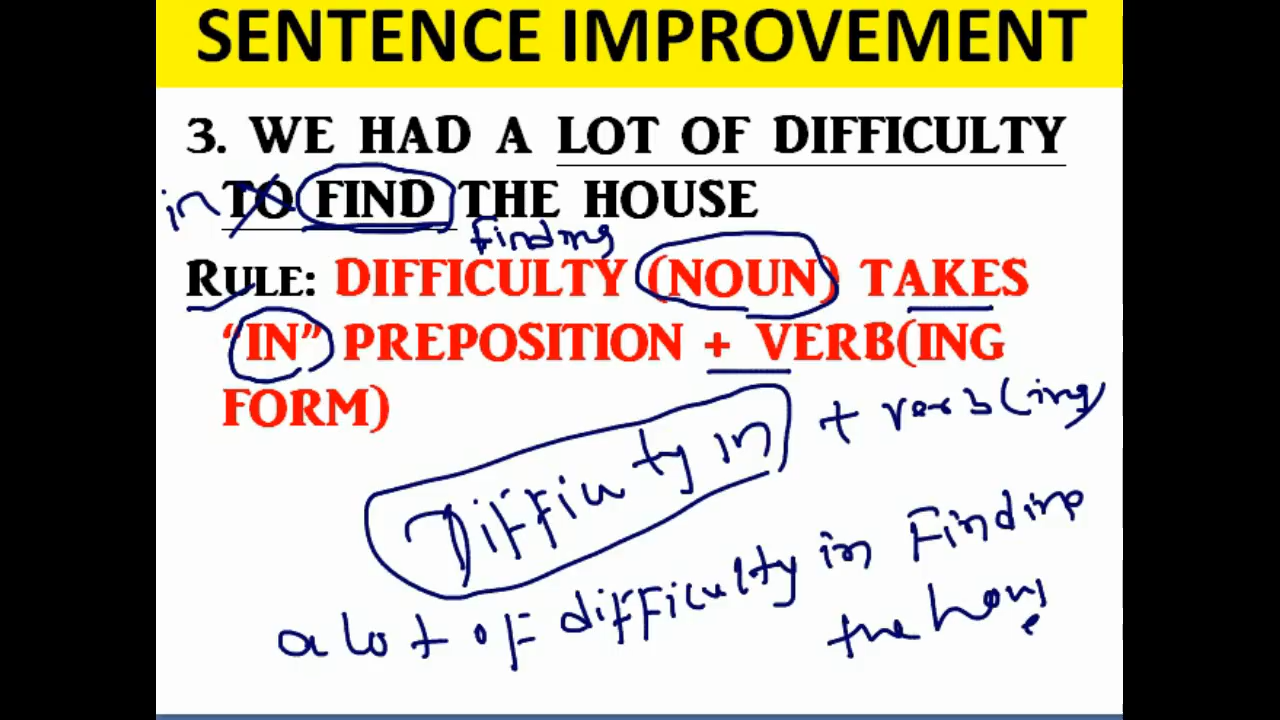 SENTENCE IMPROVEMENT
3. WE HAD A LOT OF DIFFICULTY
in TO FIND THE HOUSE
Finding
RULE: DIFFICULTY (NOUN) TAKES
"IN" PREPOSITION + VERB(ING
FORM)
+ verb(ing)
Difficuty in
a lot of difficulty in Finding
the house